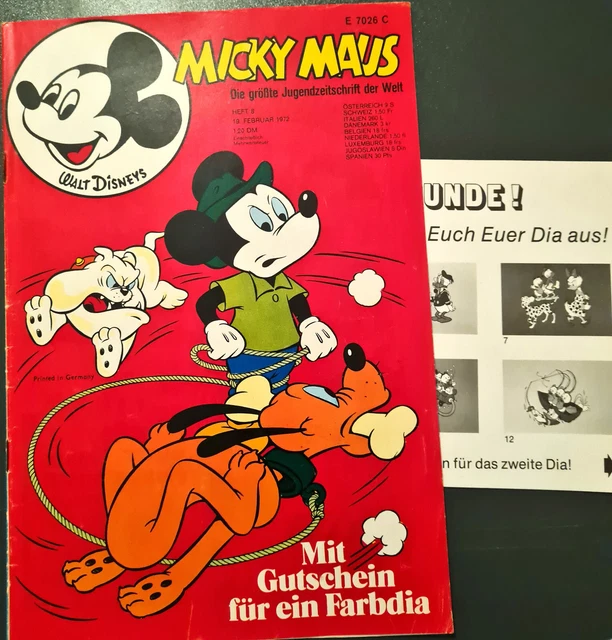 E 7026 C
MICKY MAUS
Die größte Jugendzeitschrift der Welt
WALT DISNEYS
HEFT 8
19. FEBRUAR 1972
1,20 DM
ÖSTERREICH 9 S
SCHWEIZ 1,50 Fr
ITALIEN 300 L
DÄNEMARK 3 kr
BELGIEN 18 frs
NIEDERLANDE 1,50 fl
LUXEMBURG 18 frs
JUGOSLAWIEN 5 Din
SPANIEN 30 Pts
Printed in Germany
Mit
Gutschein
für ein Farbdia
UNDE!
Euch Euer Dia aus!
7
12
n für das zweite Dia!